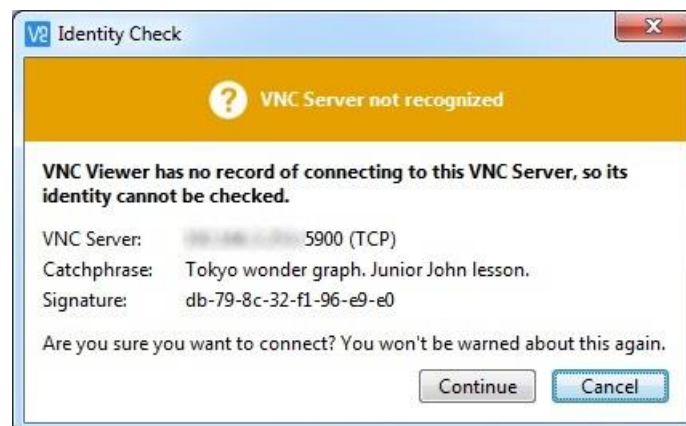 Identity Check
VNC Server not recognized
VNC Viewer has no record of connecting to this VNC Server, so its
identity cannot be checked.
VNC Server: 5900 (TCP)
Catchphrase: Tokyo wonder graph. Junior John lesson.
Signature: db-79-8c-32-f1-96-e9-e0
Are you sure you want to connect? You won't be warned about this again.
Continue Cancel